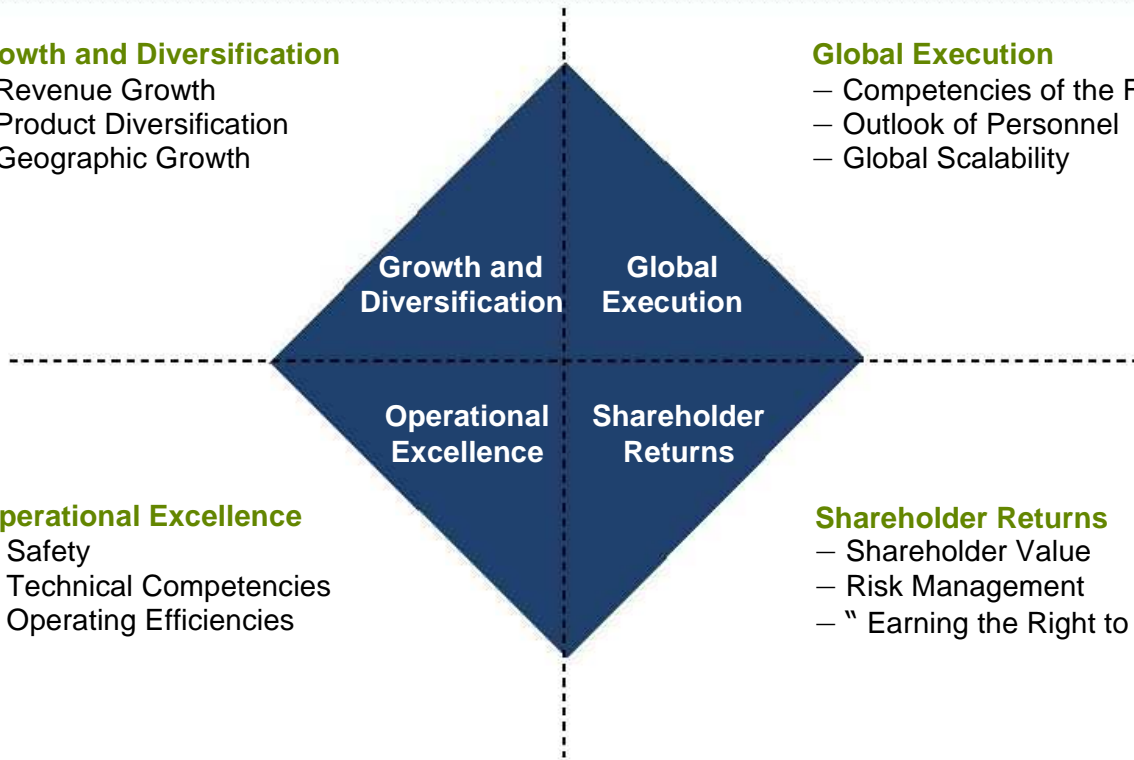 owth and Diversification
Revenue Growth
Product Diversification
Geographic Growth
Global Execution
– Competencies of the
– Outlook of Personnel
– Global Scalability
Growth and
Diversification
Global
Execution
Operational
Excellence
Shareholder
Returns
perational Excellence
Safety
Technical Competencies
Operating Efficiencies
Shareholder Returns
– Shareholder Value
– Risk Management
– “ Earning the Right to